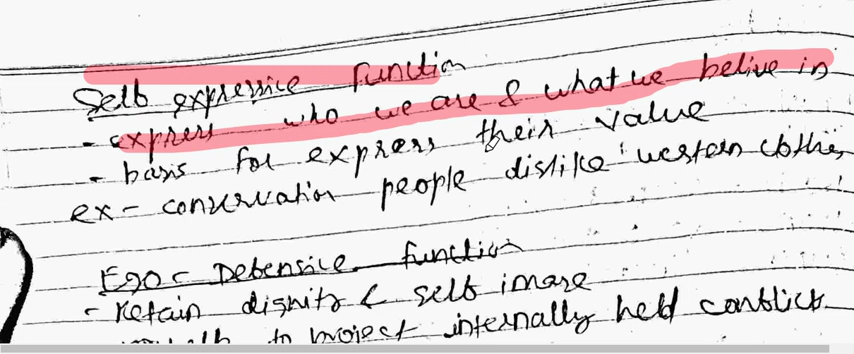 Self expressive function
- express who we are & what we belive in
- basis for express their value
ex - conservation people dislike western clothes
Ego - Defensive function
- Retain dignity & self image
to project internally held conflict